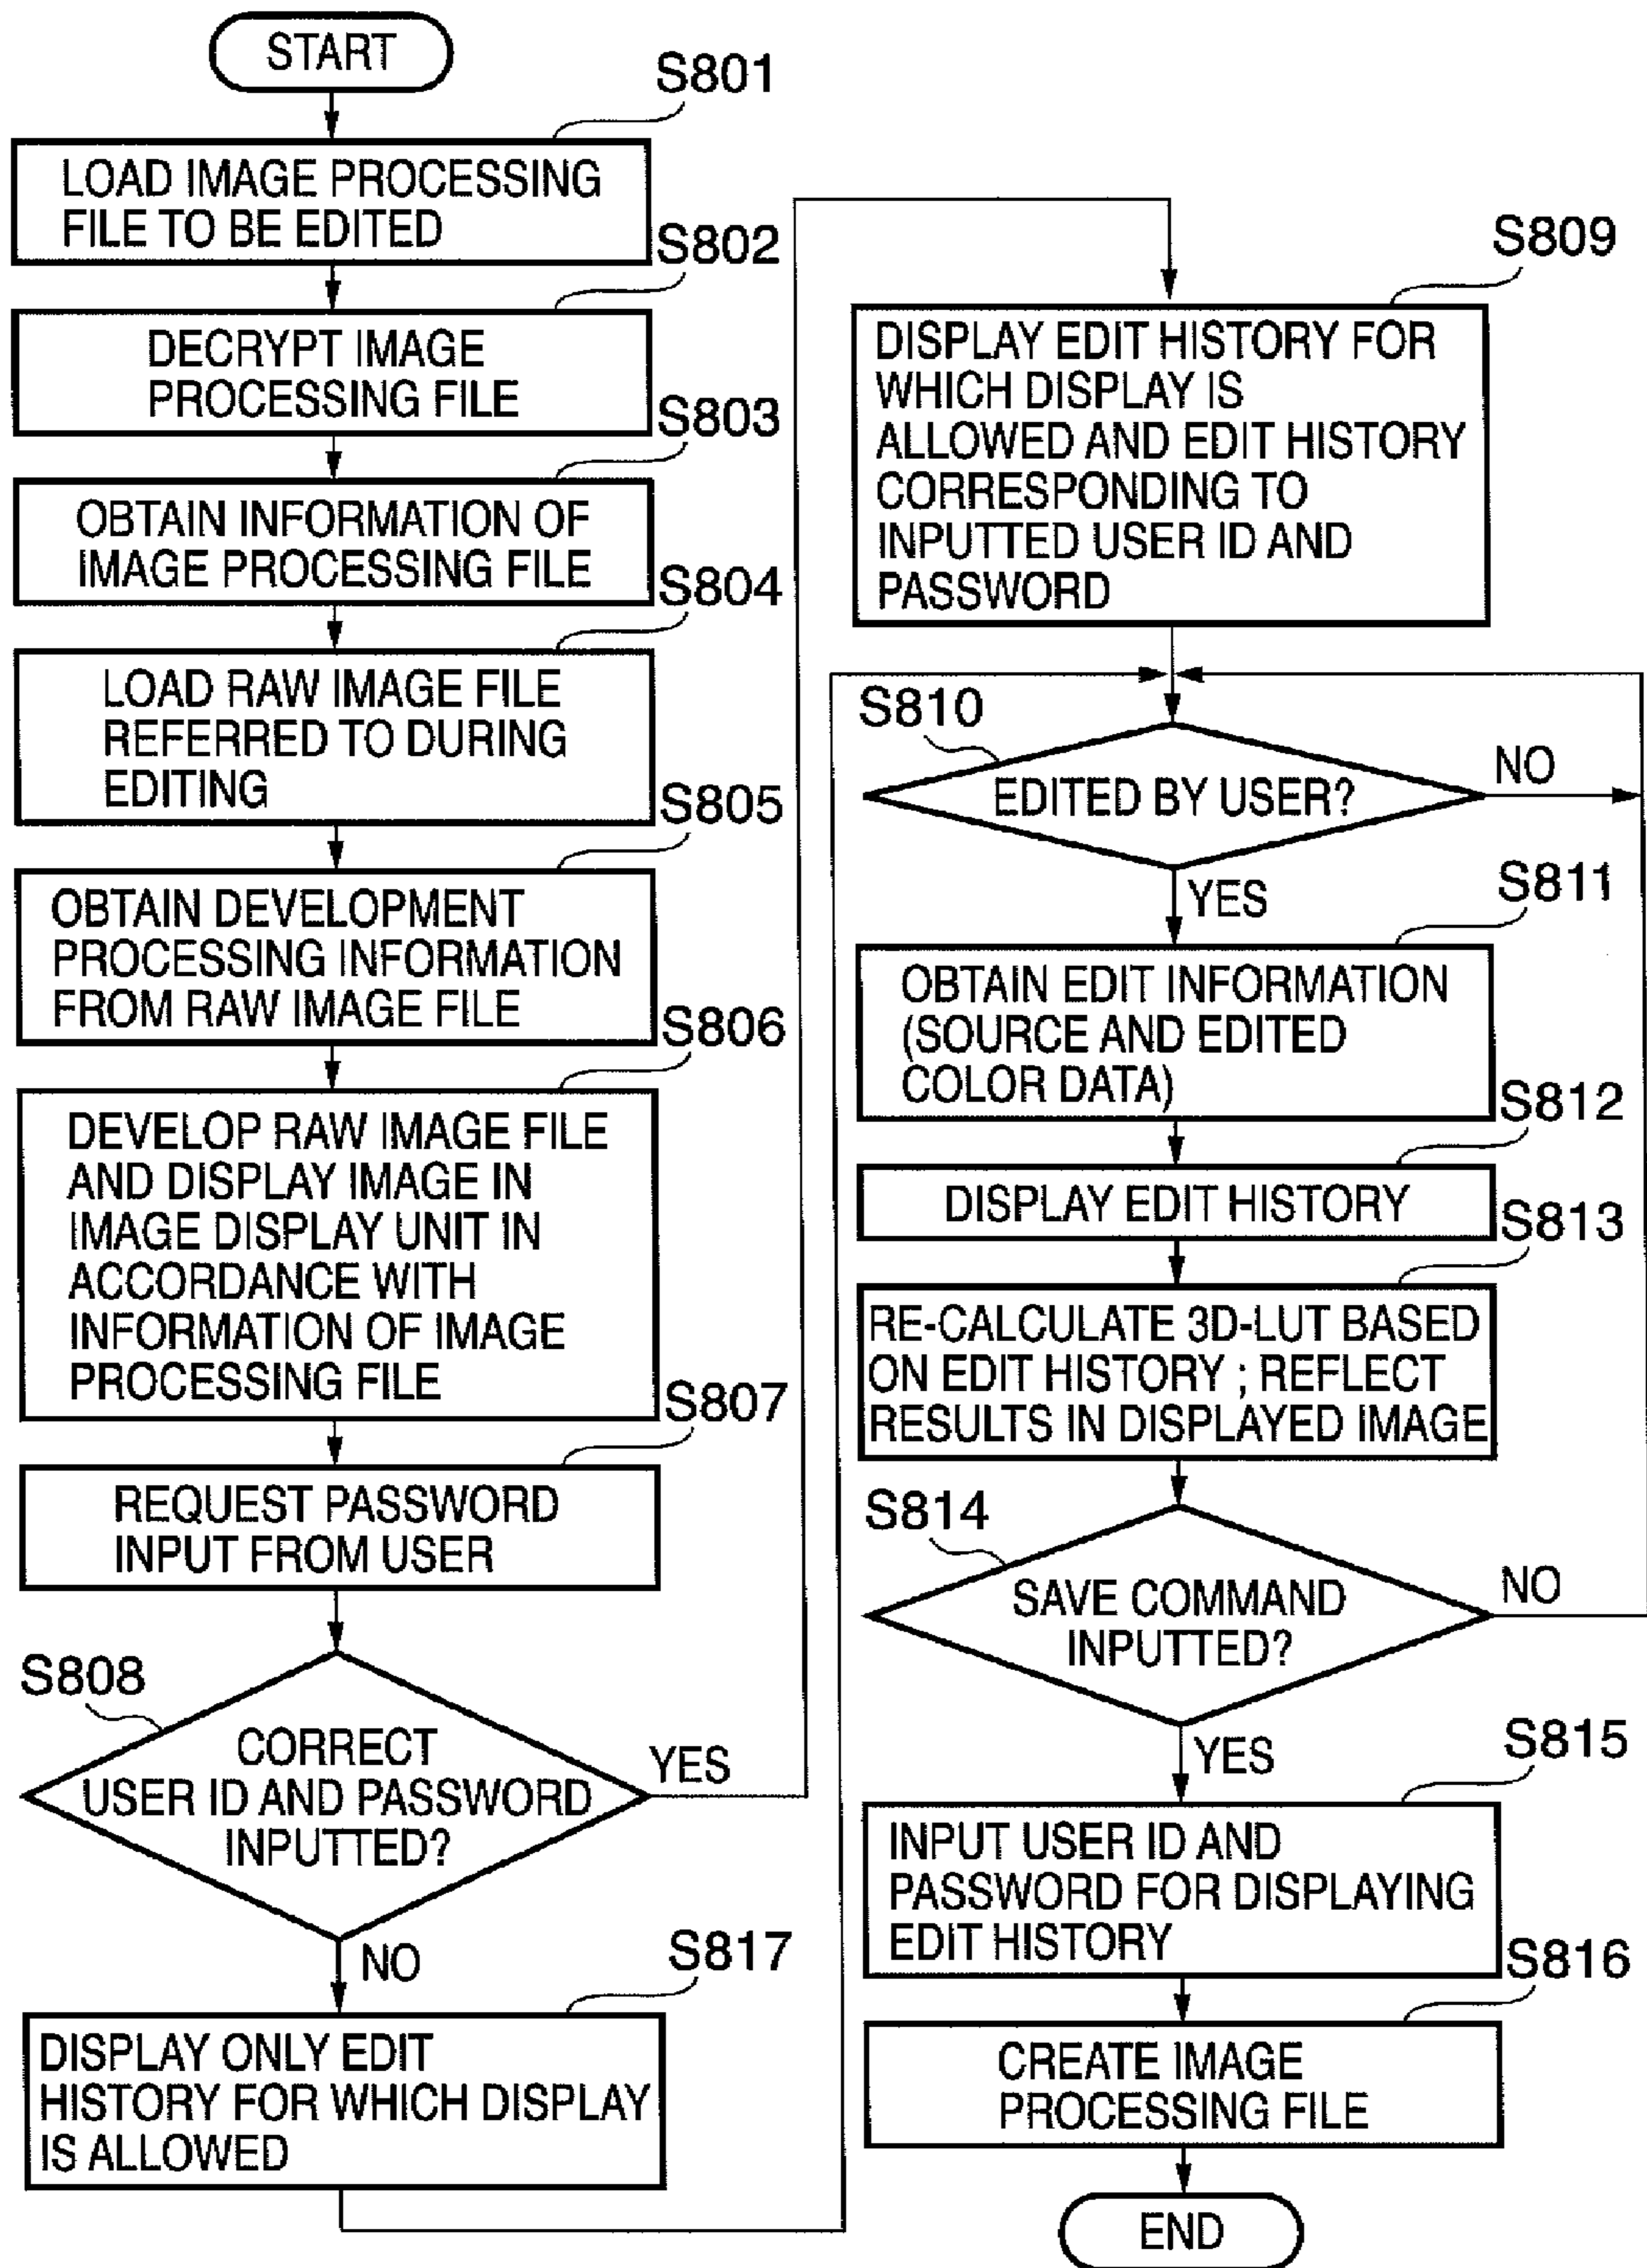 START
S801
LOAD IMAGE PROCESSING
FILE TO BE EDITED
S802
DECRYPT IMAGE
PROCESSING FILE
S803
OBTAIN INFORMATION OF
IMAGE PROCESSING FILE
S804
LOAD RAW IMAGE FILE
REFERRED TO DURING
EDITING
S805
OBTAIN DEVELOPMENT
PROCESSING INFORMATION
FROM RAW IMAGE FILE
S806
DEVELOP RAW IMAGE FILE
AND DISPLAY IMAGE IN
IMAGE DISPLAY UNIT IN
ACCORDANCE WITH
INFORMATION OF IMAGE
PROCESSING FILE
S807
REQUEST PASSWORD
INPUT FROM USER
S808
CORRECT
USER ID AND PASSWORD
INPUTTED?
YES
NO
S817
DISPLAY ONLY EDIT
HISTORY FOR WHICH DISPLAY
IS ALLOWED
S809
DISPLAY EDIT HISTORY FOR
WHICH DISPLAY IS
ALLOWED AND EDIT HISTORY
CORRESPONDING TO
INPUTTED USER ID AND
PASSWORD
S810
EDITED BY USER?
NO
YES
S811
OBTAIN EDIT INFORMATION
(SOURCE AND EDITED
COLOR DATA)
S812
DISPLAY EDIT HISTORY
S813
RE-CALCULATE 3D-LUT BASED
ON EDIT HISTORY ; REFLECT
RESULTS IN DISPLAYED IMAGE
S814
SAVE COMMAND
INPUTTED?
NO
YES
S815
INPUT USER ID AND
PASSWORD FOR DISPLAYING
EDIT HISTORY
S816
CREATE IMAGE
PROCESSING FILE
END